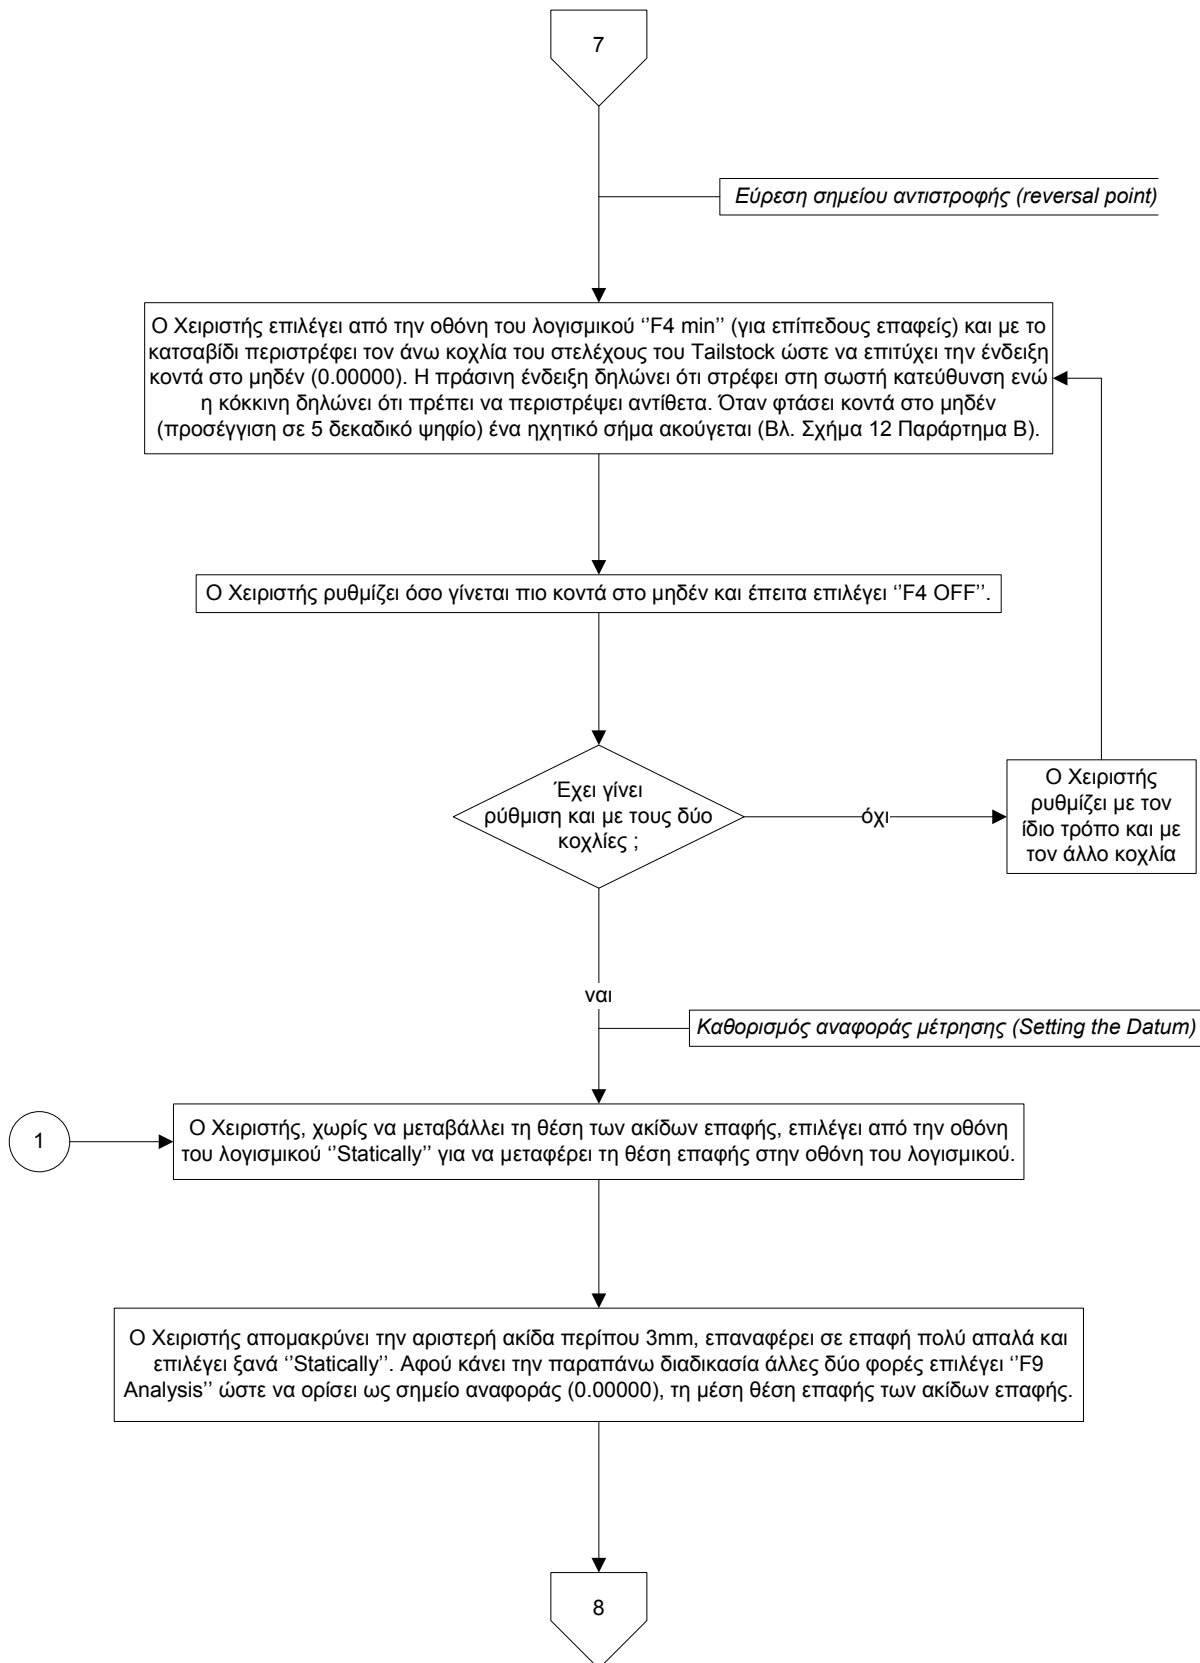 7
Εύρεση σημείου αντιστροφής (reversal point)
Ο Χειριστής επιλέγει από την οθόνη του λογισμικού ‘‘F4 min’’ (για επίπεδους επαφείς) και με το
κατσαβίδι περιστρέφει τον άνω κοχλία του στελέχους του Tailstock ώστε να επιτύχει την ένδειξη
κοντά στο μηδέν (0.00000). Η πράσινη ένδειξη δηλώνει ότι στρέφει στη σωστή κατεύθυνση ενώ
η κόκκινη δηλώνει ότι πρέπει να περιστρέψει αντίθετα. Όταν φτάσει κοντά στο μηδέν
(προσέγγιση σε 5 δεκαδικό ψηφίο) ένα ηχητικό σήμα ακούγεται (Βλ. Σχήμα 12 Παράρτημα Β).
Ο Χειριστής ρυθμίζει όσο γίνεται πιο κοντά στο μηδέν και έπειτα επιλέγει ‘‘F4 OFF’’.
Έχει γίνει
ρύθμιση και με τους δύο
κοχλίες ;
όχι
Ο Χειριστής
ρυθμίζει με τον
ίδιο τρόπο και με
τον άλλο κοχλία
ναι
Καθορισμός αναφοράς μέτρησης (Setting the Datum)
1
Ο Χειριστής, χωρίς να μεταβάλλει τη θέση των ακίδων επαφής, επιλέγει από την οθόνη
του λογισμικού ‘‘Statically’’ για να μεταφέρει τη θέση επαφής στην οθόνη του λογισμικού.
Ο Χειριστής απομακρύνει την αριστερή ακίδα περίπου 3mm, επαναφέρει σε επαφή πολύ απαλά και
επιλέγει ξανά ‘‘Statically’’. Αφού κάνει την παραπάνω διαδικασία άλλες δύο φορές επιλέγει ‘‘F9
Analysis’’ ώστε να ορίσει ως σημείο αναφοράς (0.00000), τη μέση θέση επαφής των ακίδων επαφής.
8